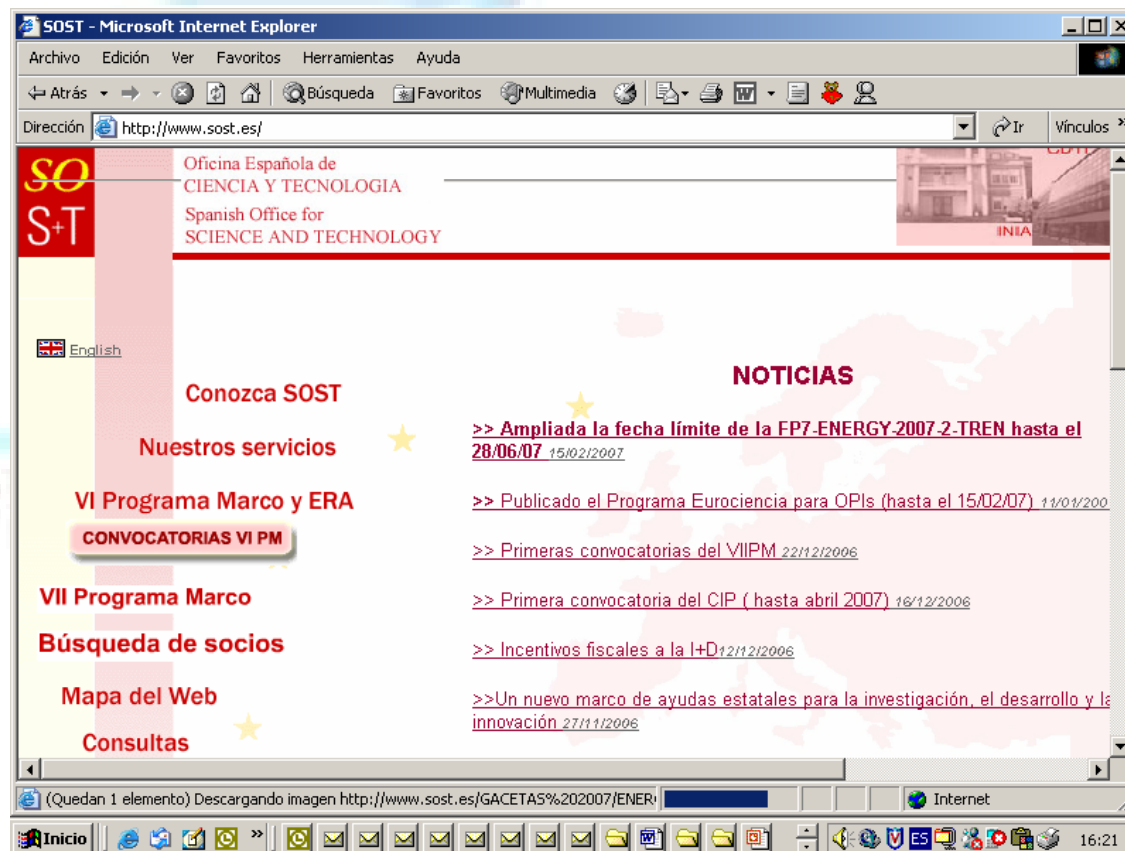 SOST - Microsoft Internet Explorer
Archivo Edición Ver Favoritos Herramientas Ayuda
Atrás Búsqueda Favoritos Multimedia
Dirección http://www.sost.es/ Ir Vínculos »
SO
S+T
Oficina Española de
CIENCIA Y TECNOLOGIA
Spanish Office for
SCIENCE AND TECHNOLOGY
CDTI
INIA
English
Conozca SOST
Nuestros servicios
VI Programa Marco y ERA
CONVOCATORIAS VI PM
VII Programa Marco
Búsqueda de socios
Mapa del Web
Consultas
NOTICIAS
>> Ampliada la fecha límite de la FP7-ENERGY-2007-2-TREN hasta el
28/06/07 15/02/2007
>> Publicado el Programa Eurociencia para OPIs (hasta el 15/02/07) 11/01/200
>> Primeras convocatorias del VIIPM 22/12/2006
>> Primera convocatoria del CIP ( hasta abril 2007) 16/12/2006
>> Incentivos fiscales a la I+D12/12/2006
>>Un nuevo marco de ayudas estatales para la investigación, el desarrollo y la
innovación 27/11/2006
(Quedan 1 elemento) Descargando imagen http://www.sost.es/GACETAS%202007/ENER Internet
Inicio » ES 16:21